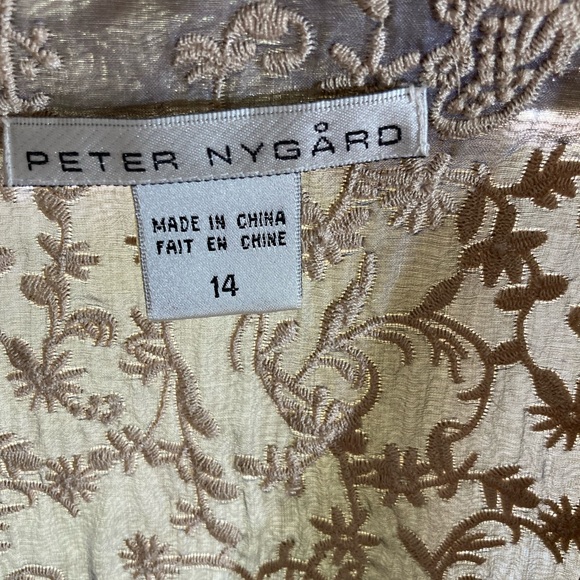 PETER NYGÅRD
MADE IN CHINA
FAIT EN CHINE
14